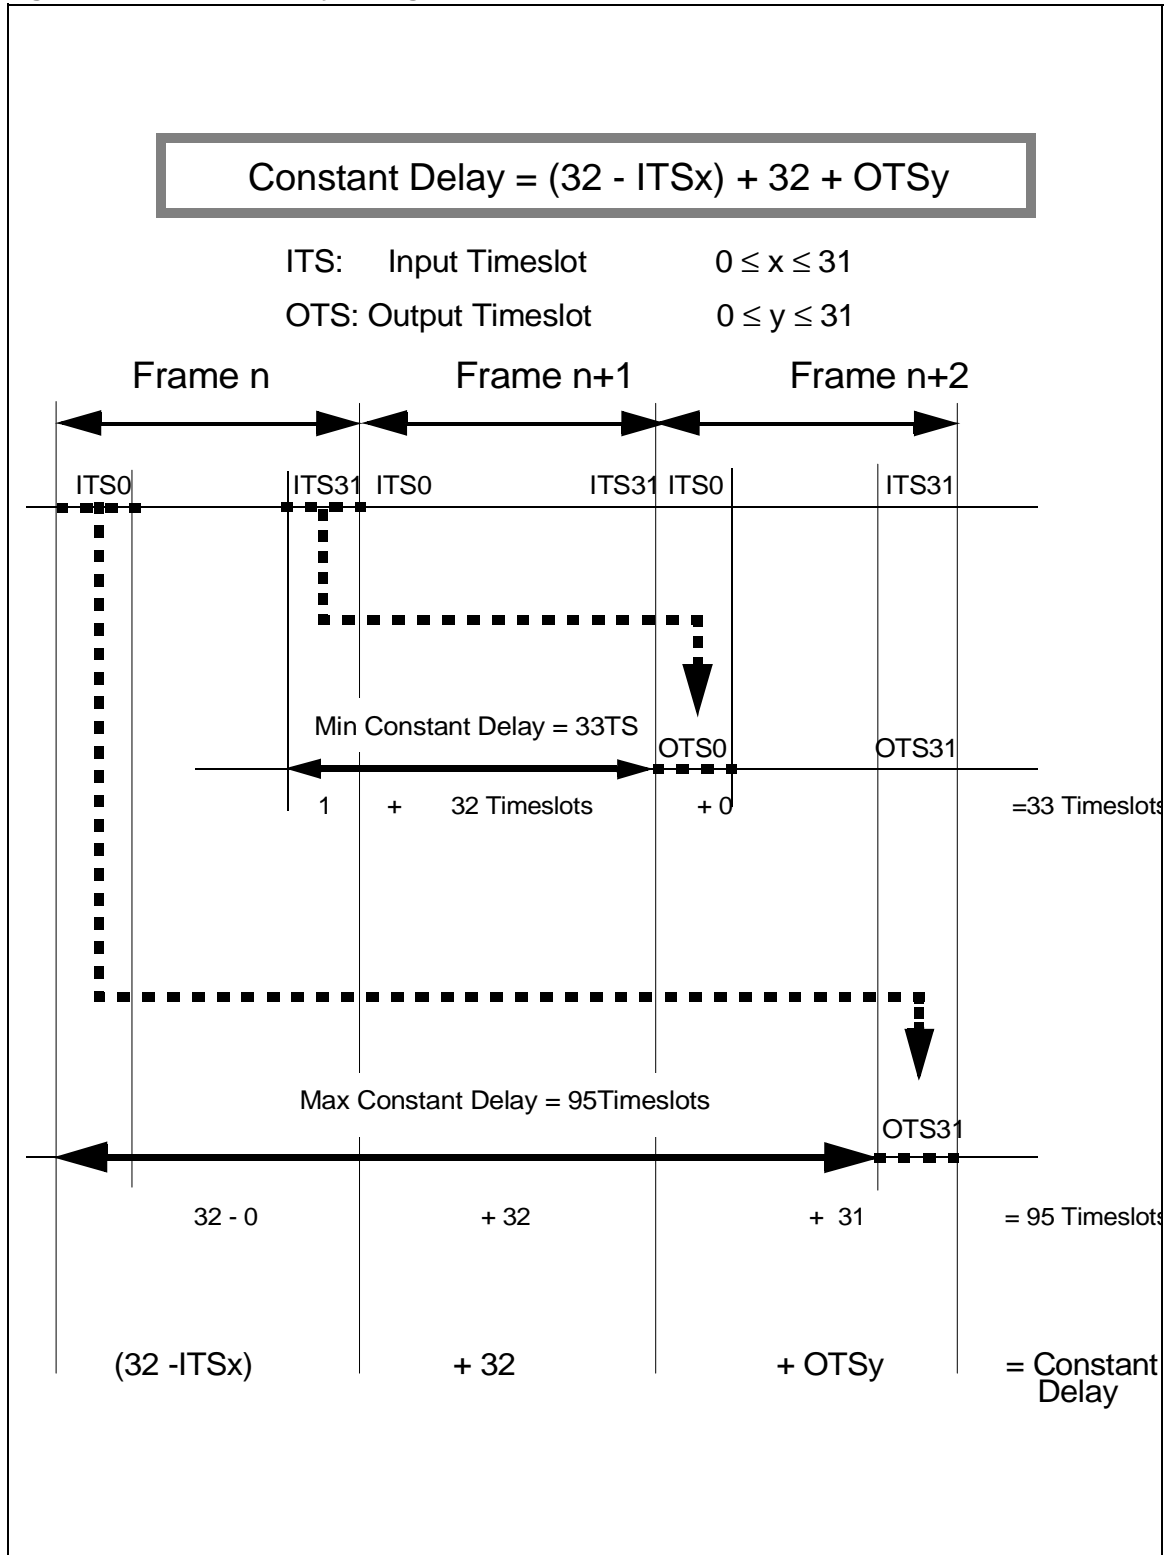 Constant Delay = (32 - ITSx) + 32 + OTSy
ITS: Input Timeslot 0 ≤ x ≤ 31
OTS: Output Timeslot 0 ≤ y ≤ 31
Frame n Frame n+1 Frame n+2
ITS0 ITS31 ITS0 ITS31 ITS0 ITS31
Min Constant Delay = 33TS
OTS0 OTS31
1 + 32 Timeslots + 0 =33 Timeslots
Max Constant Delay = 95Timeslots
OTS31
32 - 0 + 32 + 31 = 95 Timeslots
(32 -ITSx) + 32 + OTSy = Constant
Delay